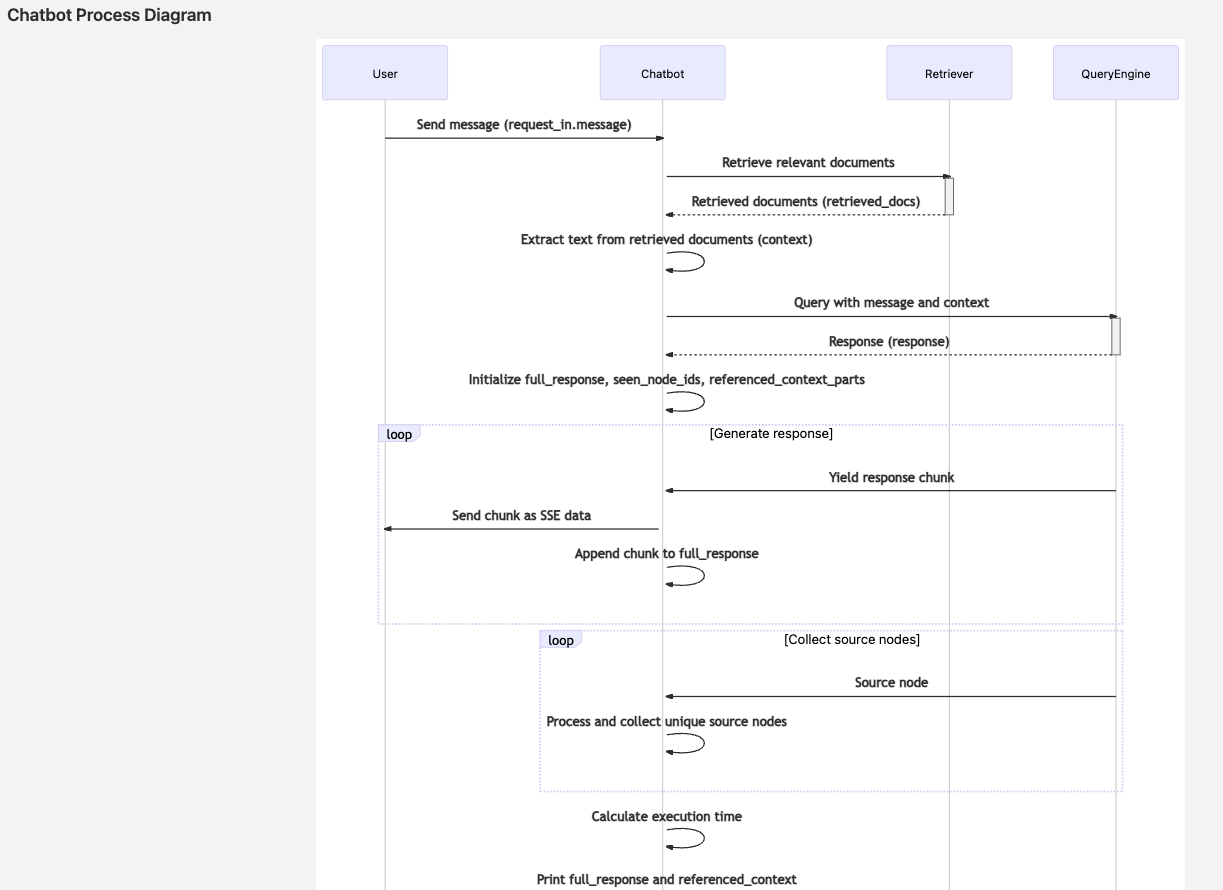 Chatbot Process Diagram
User
Chatbot
Retriever
QueryEngine
Send message (request_in.message)
Retrieve relevant documents
Retrieved documents (retrieved_docs)
Extract text from retrieved documents (context)
Query with message and context
Response (response)
Initialize full_response, seen_node_ids, referenced_context_parts
loop
[Generate response]
Yield response chunk
Send chunk as SSE data
Append chunk to full_response
loop
[Collect source nodes]
Source node
Process and collect unique source nodes
Calculate execution time
Print full_response and referenced_context